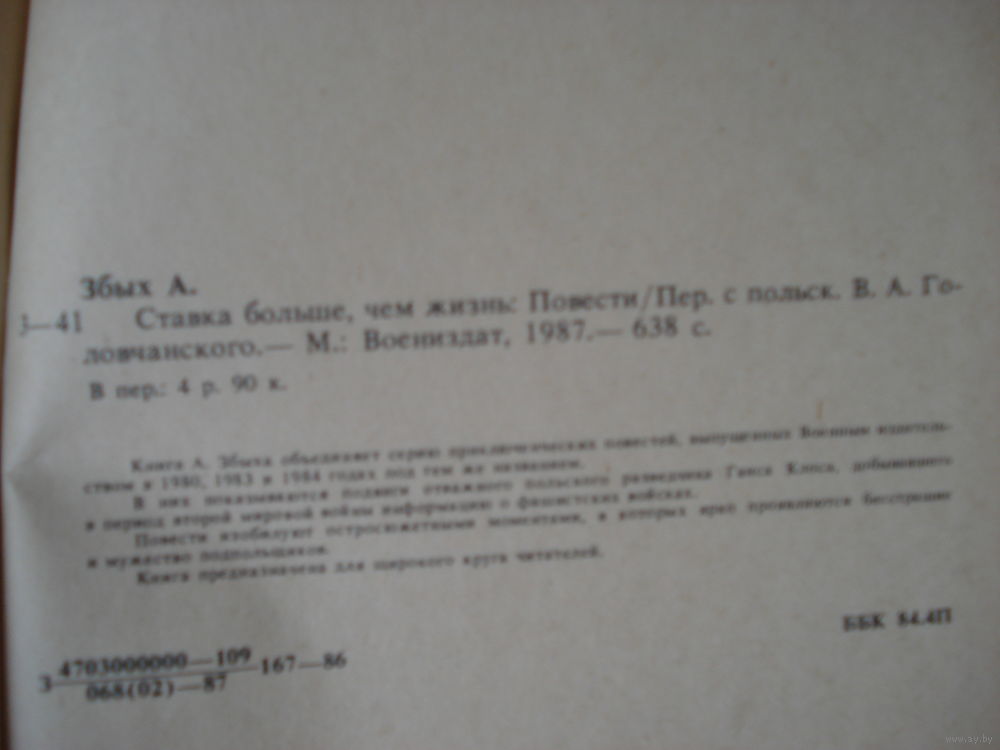 Збых А.
З—41 Ставка больше, чем жизнь: Повести/Пер. с польск. В. А. Го-
ловчанского.— М.: Воениздат, 1987.— 638 с.
В пер.: 4 р. 90 к.
Книга А. Збыха объединяет серию приключенческих повестей, выпущенных Военным издатель-
ством в 1980, 1983 и 1984 годах под тем же названием.
В них показываются подвиги отважного польского разведчика Ганса Клоса, добывавшего
в период второй мировой войны информацию о фашистских войсках.
Повести изобилуют остросюжетными моментами, в которых ярко проявляются бесстрашие
и мужество подпольщиков.
Книга предназначена для широкого круга читателей.
З 4703000000—109 167—86
068(02)—87
ББК 84.4П
www.ay.by